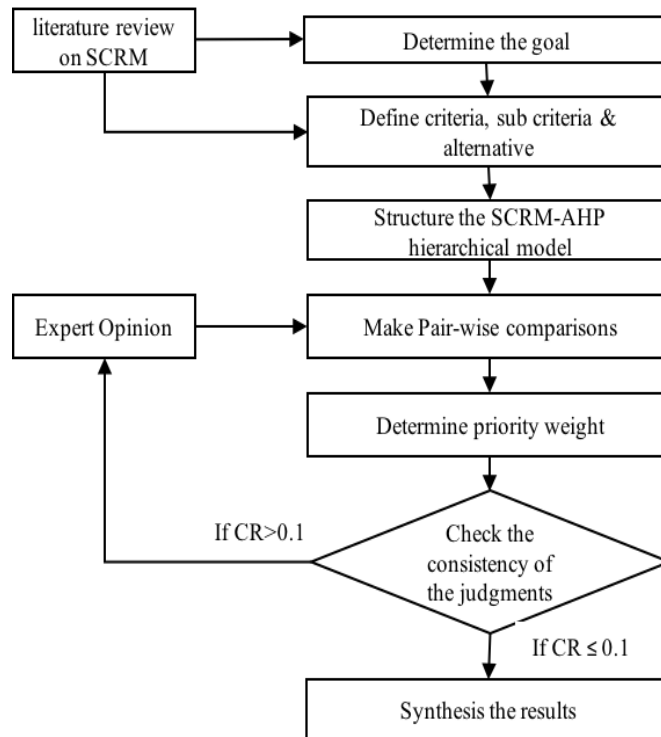 literature review
on SCRM
Determine the goal
Define criteria, sub criteria &
alternative
Structure the SCRM-AHP
hierarchical model
Expert Opinion
Make Pair-wise comparisons
Determine priority weight
If CR>0.1
Check the
consistency of
the judgments
If CR ≤ 0.1
Synthesis the results